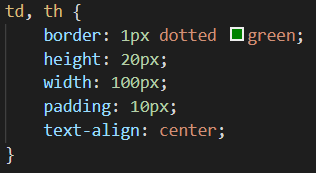 td, th {
    border: 1px dotted green;
    height: 20px;
    width: 100px;
    padding: 10px;
    text-align: center;
}